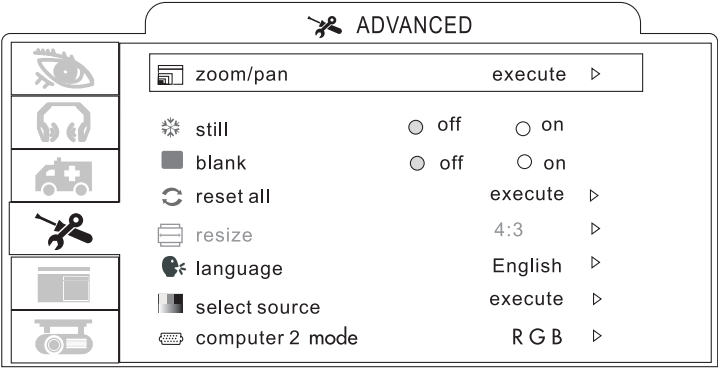 ADVANCED
zoom/pan execute
still off on
blank off on
reset all execute
resize 4:3
language English
select source execute
computer 2 mode RGB